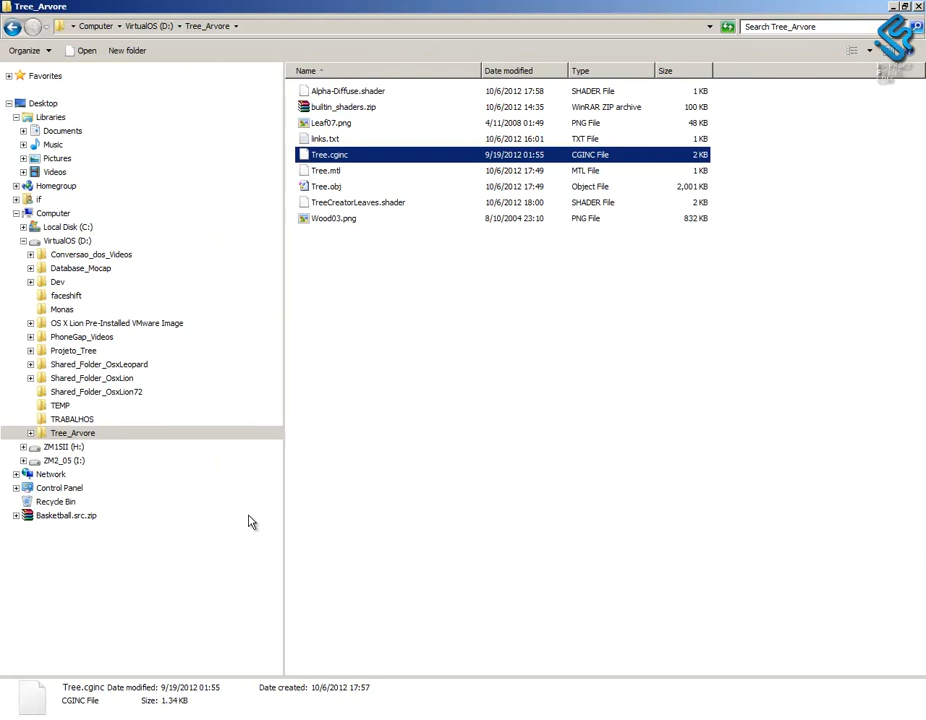 Tree_Arvore
Computer VirtualOS (D:) Tree_Arvore
Search Tree_Arvore
Organize Open New folder
Name Date modified Type Size
Favorites
Desktop
Libraries
Documents
Music
Pictures
Videos
Homegroup
if
Computer
Local Disk (C:)
VirtualOS (D:)
Conversao_dos_Videos
Database_Mocap
Dev
faceshift
Monas
OS X Lion Pre-Installed VMware Image
PhoneGap_Videos
Projeto_Tree
Shared_Folder_OsxLeopard
Shared_Folder_OsxLion
Shared_Folder_OsxLion72
TEMP
TRABALHOS
Tree_Arvore
ZM15II (H:)
ZM2_05 (I:)
Network
Control Panel
Recycle Bin
Basketball.src.zip
Alpha-Diffuse.shader 10/6/2012 17:58 SHADER File 1 KB
builtin_shaders.zip 10/6/2012 14:35 WinRAR ZIP archive 100 KB
Leaf07.png 4/11/2008 01:49 PNG File 48 KB
links.txt 10/6/2012 16:01 TXT File 1 KB
Tree.cginc 9/19/2012 01:55 CGINC File 2 KB
Tree.mtl 10/6/2012 17:49 MTL File 1 KB
Tree.obj 10/6/2012 17:49 Object File 2,001 KB
TreeCreatorLeaves.shader 10/6/2012 18:00 SHADER File 2 KB
Wood03.png 8/10/2004 23:10 PNG File 832 KB
Tree.cginc Date modified: 9/19/2012 01:55 Date created: 10/6/2012 17:57
CGINC File Size: 1.34 KB